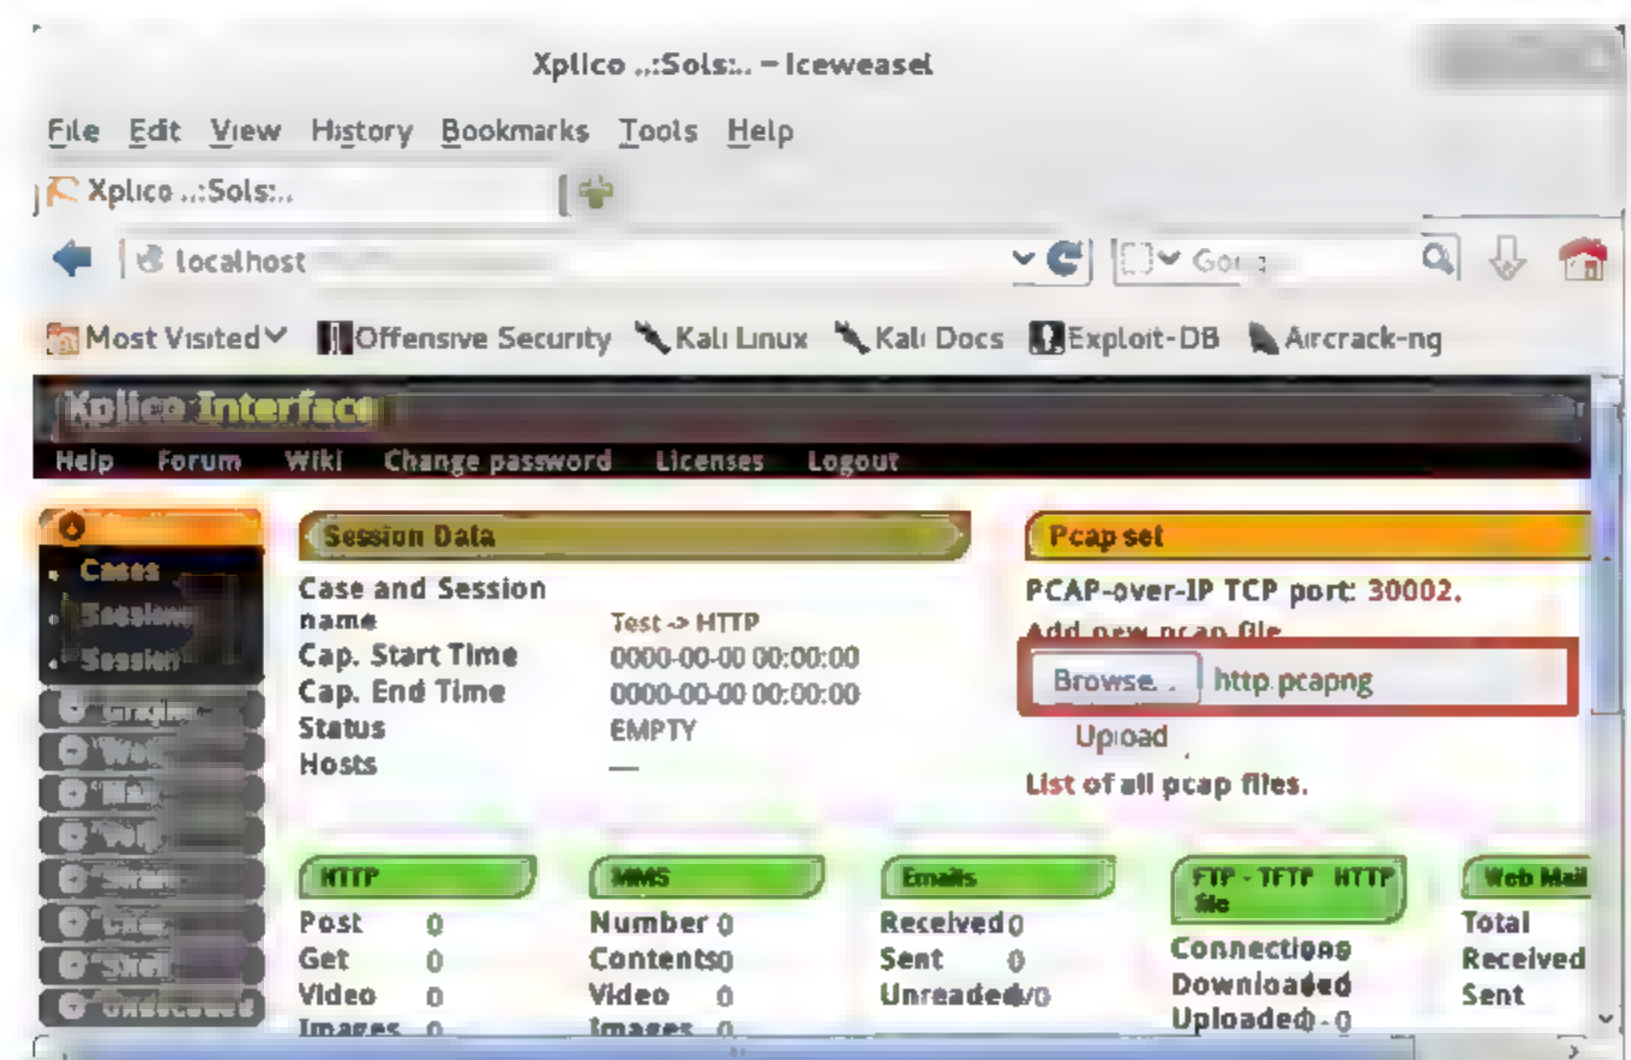 Xplico ..:Sols:.. – Iceweasel
File Edit View History Bookmarks Tools Help
Xplico ..:Sols:..
localhost
Most Visited Offensive Security Kali Linux Kali Docs Exploit-DB Aircrack-ng
Xplico Interface
Help Forum Wiki Change password Licenses Logout
Session Data
Pcap set
Cases
Case and Session
name Test -> HTTP
PCAP-over-IP TCP port: 30002.
Add new pcap file
Session
Cap. Start Time 0000-00-00 00:00:00
Cap. End Time 0000-00-00 00:00:00
Browse.. http.pcapng
Status EMPTY
Upload
Hosts —
List of all pcap files.
HTTP
MMS
Emails
FTP - TFTP HTTP
file
Web Mail
Post 0
Number 0
Received 0
Connections
Total
Get 0
Contents 0
Sent 0
Downloaded
Received
Video 0
Video 0
Unreaded 0/0
Uploaded 0 - 0
Sent
Images 0
Images 0